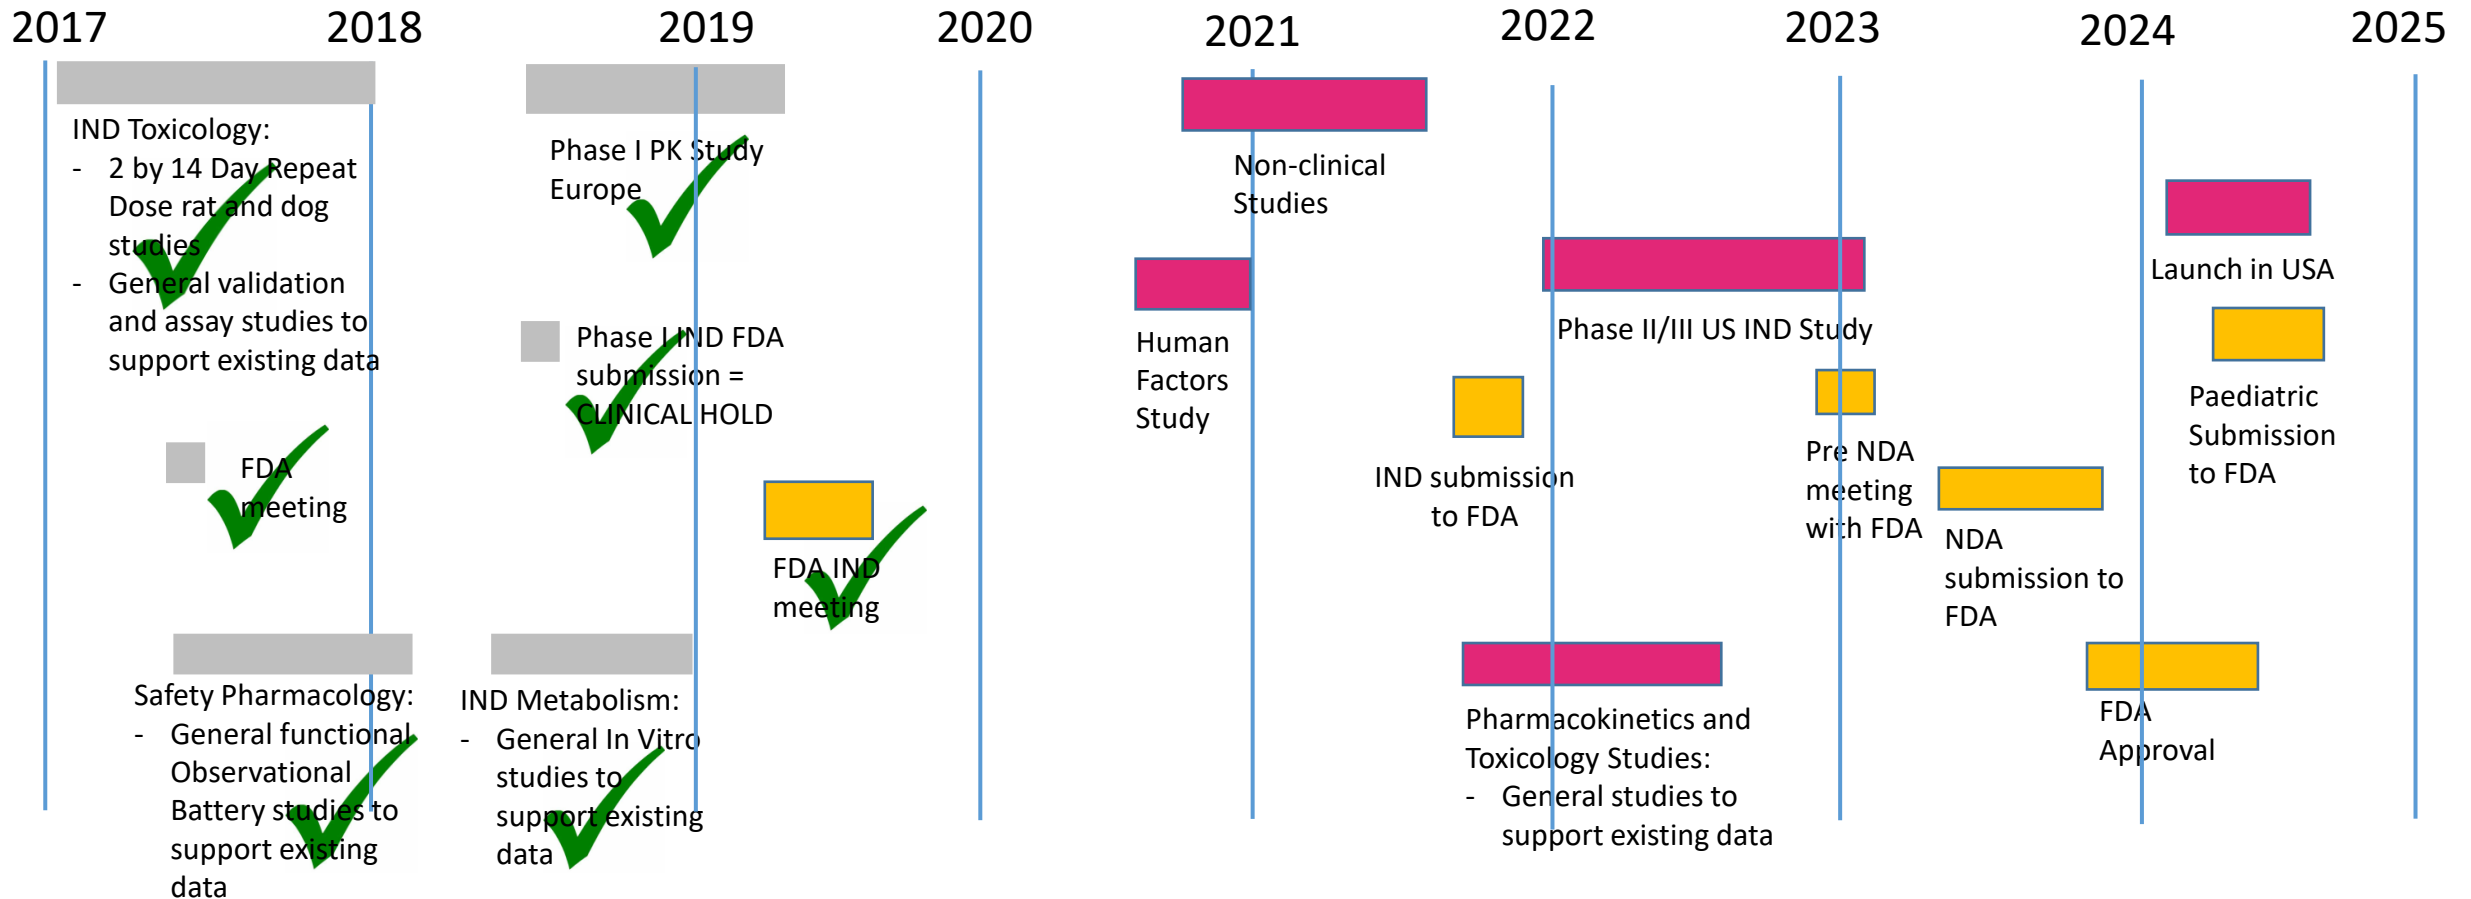 2017 2018 2019 2020 2021 2022 2023 2024 2025
IND Toxicology:
- 2 by 14 Day Repeat
Dose rat and dog
studies
- General validation
and assay studies to
support existing data
FDA
meeting
Safety Pharmacology:
- General functional
Observational
Battery studies to
support existing
data
Phase I PK Study
Europe
Phase I IND FDA
submission =
CLINICAL HOLD
FDA IND
meeting
IND Metabolism:
- General In Vitro
studies to
support existing
data
Non-clinical
Studies
Human
Factors
Study
IND submission
to FDA
Phase II/III US IND Study
Pre NDA
meeting
with FDA
NDA
submission to
FDA
Pharmacokinetics and
Toxicology Studies:
- General studies to
support existing data
Launch in USA
Paediatric
Submission
to FDA
FDA
Approval